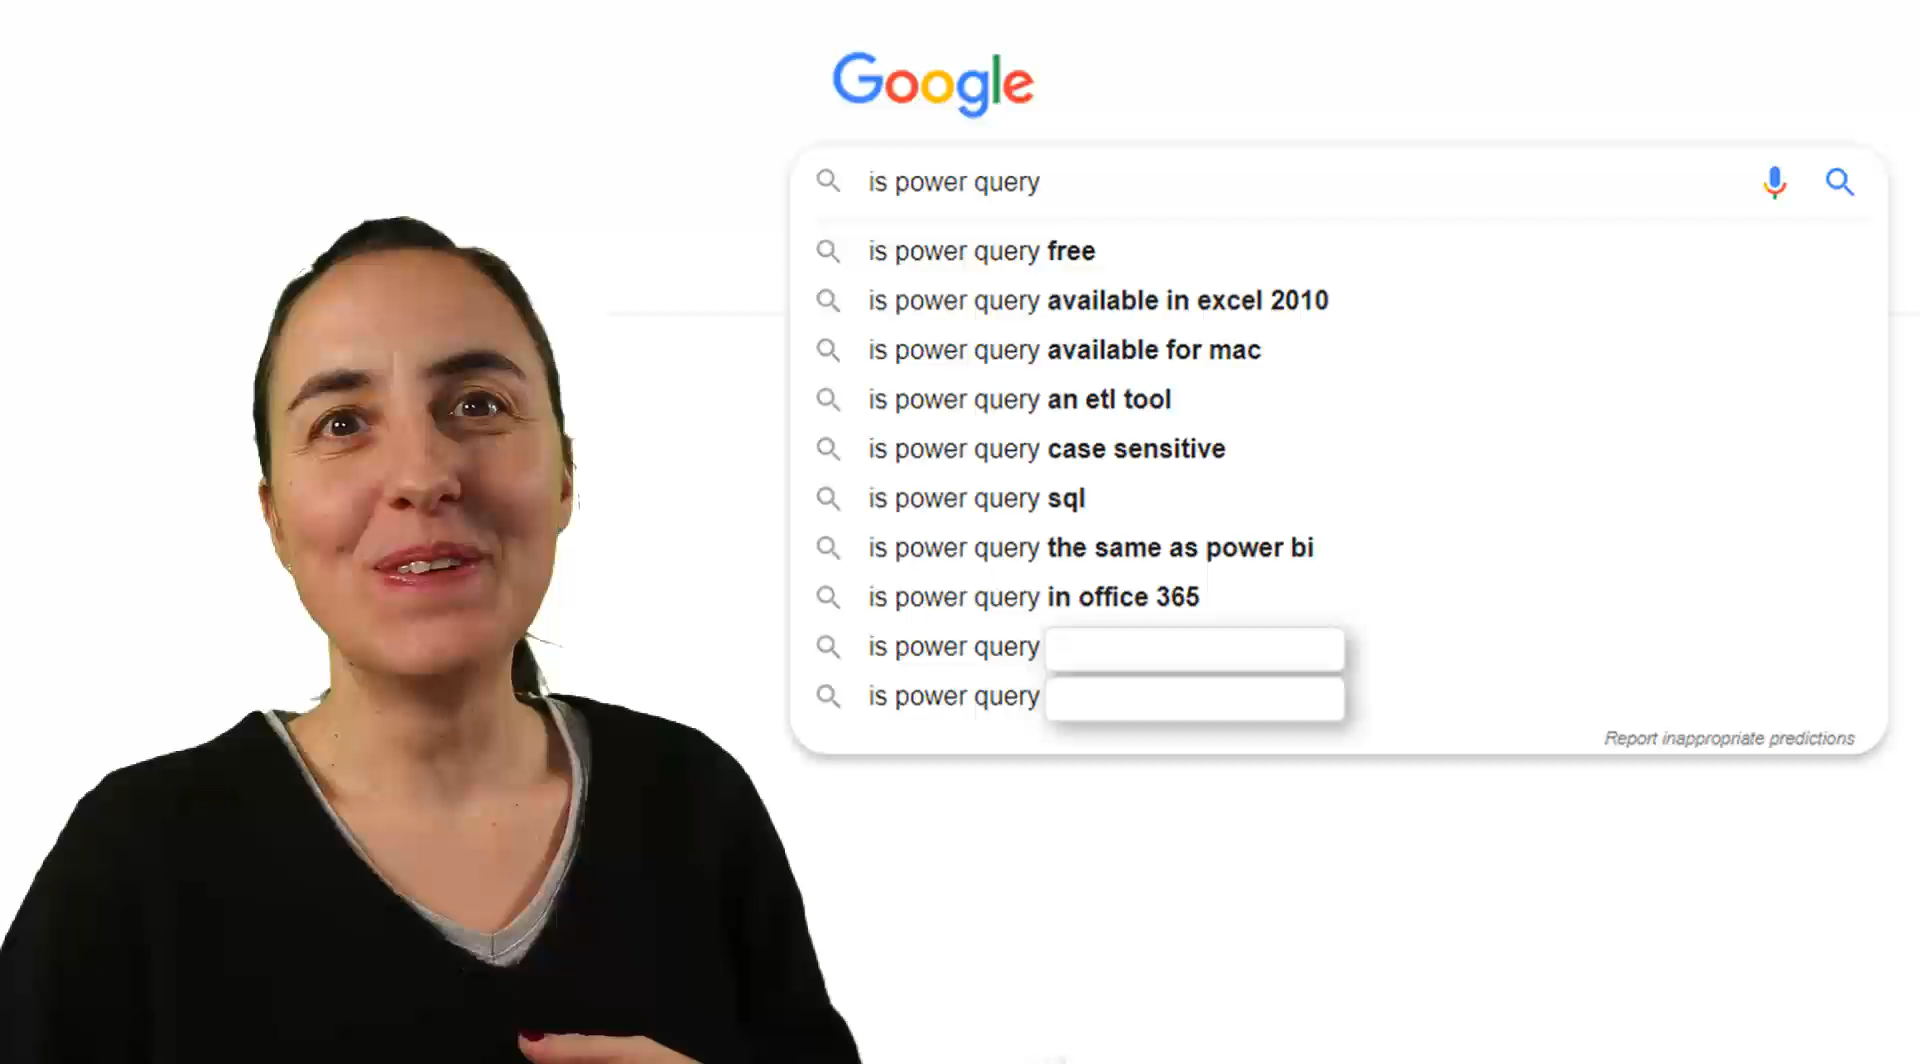 Google
is power query
is power query free
is power query available in excel 2010
is power query available for mac
is power query an etl tool
is power query case sensitive
is power query sql
is power query the same as power bi
is power query in office 365
is power query
is power query
Report inappropriate predictions